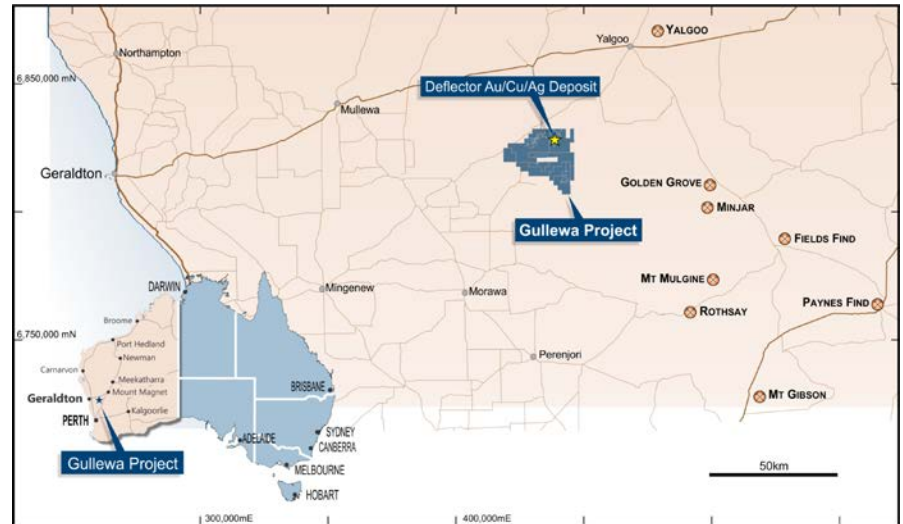 YALGOO
Yalgoo
Northampton
6,850,000 mN
Deflector Au/Cu/Ag Deposit
Mullewa
Geraldton
GOLDEN GROVE
MINJAR
Gullewa Project
FIELDS FIND
DARWIN
MT MULGINE
Mingenew
Morawa
PAYNES FIND
ROTHSAY
Broome
6,750,000 mN
Port Hedland
Newman
Perenjori
Carnarvon
Meekatharra
Mount Magnet
BRISBANE
Geraldton
MT GIBSON
Kalgoorlie
PERTH
SYDNEY
ADELAIDE
CANBERRA
Gullewa Project
MELBOURNE
50km
HOBART
300,000mE
400,000mE